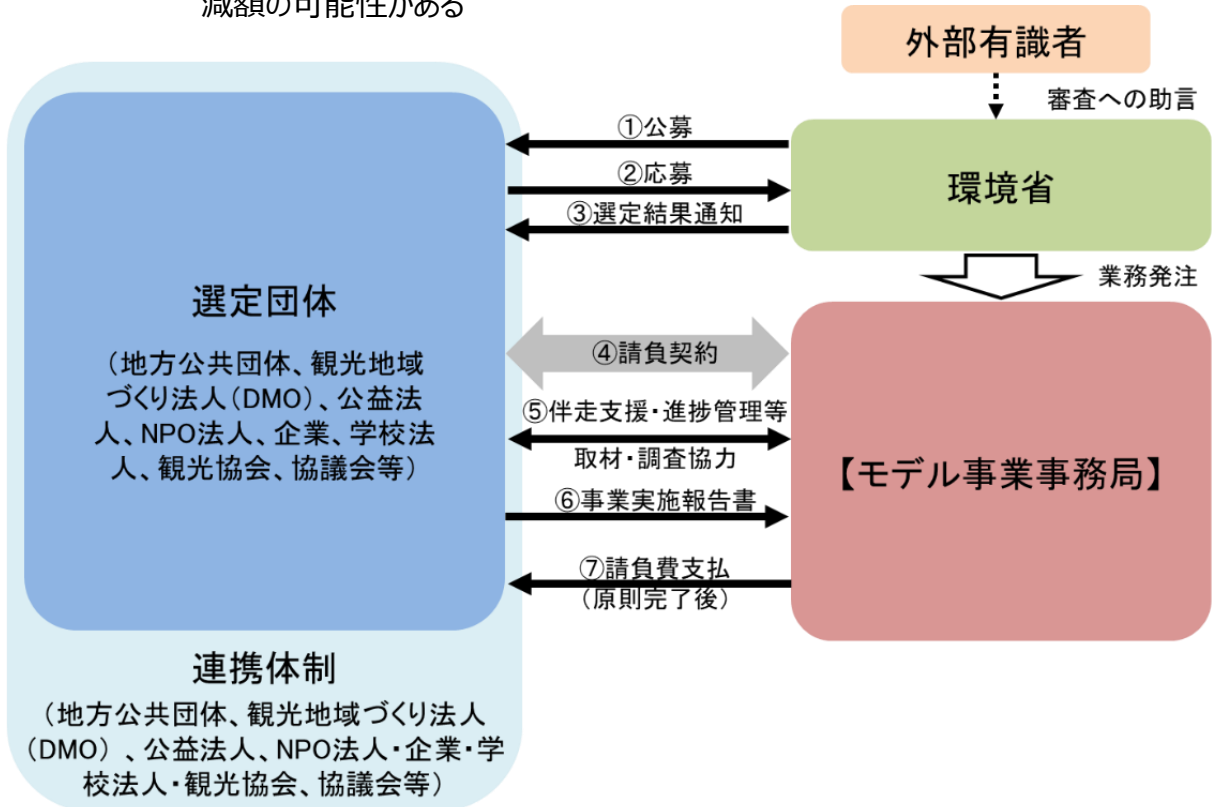 減額の可能性がある
外部有識者
審査への助言
①公募
②応募
③選定結果通知
環境省
業務発注
選定団体
(地方公共団体、観光地域
づくり法人(DMO)、公益法
人、NPO法人、企業、学校法
人、観光協会、協議会等)
④請負契約
⑤伴走支援・進捗管理等
取材・調査協力
⑥事業実施報告書
⑦請負費支払
(原則完了後)
【モデル事業事務局】
連携体制
(地方公共団体、観光地域づくり法人
(DMO) 、公益法人、NPO法人・企業・学
校法人・観光協会、協議会等)